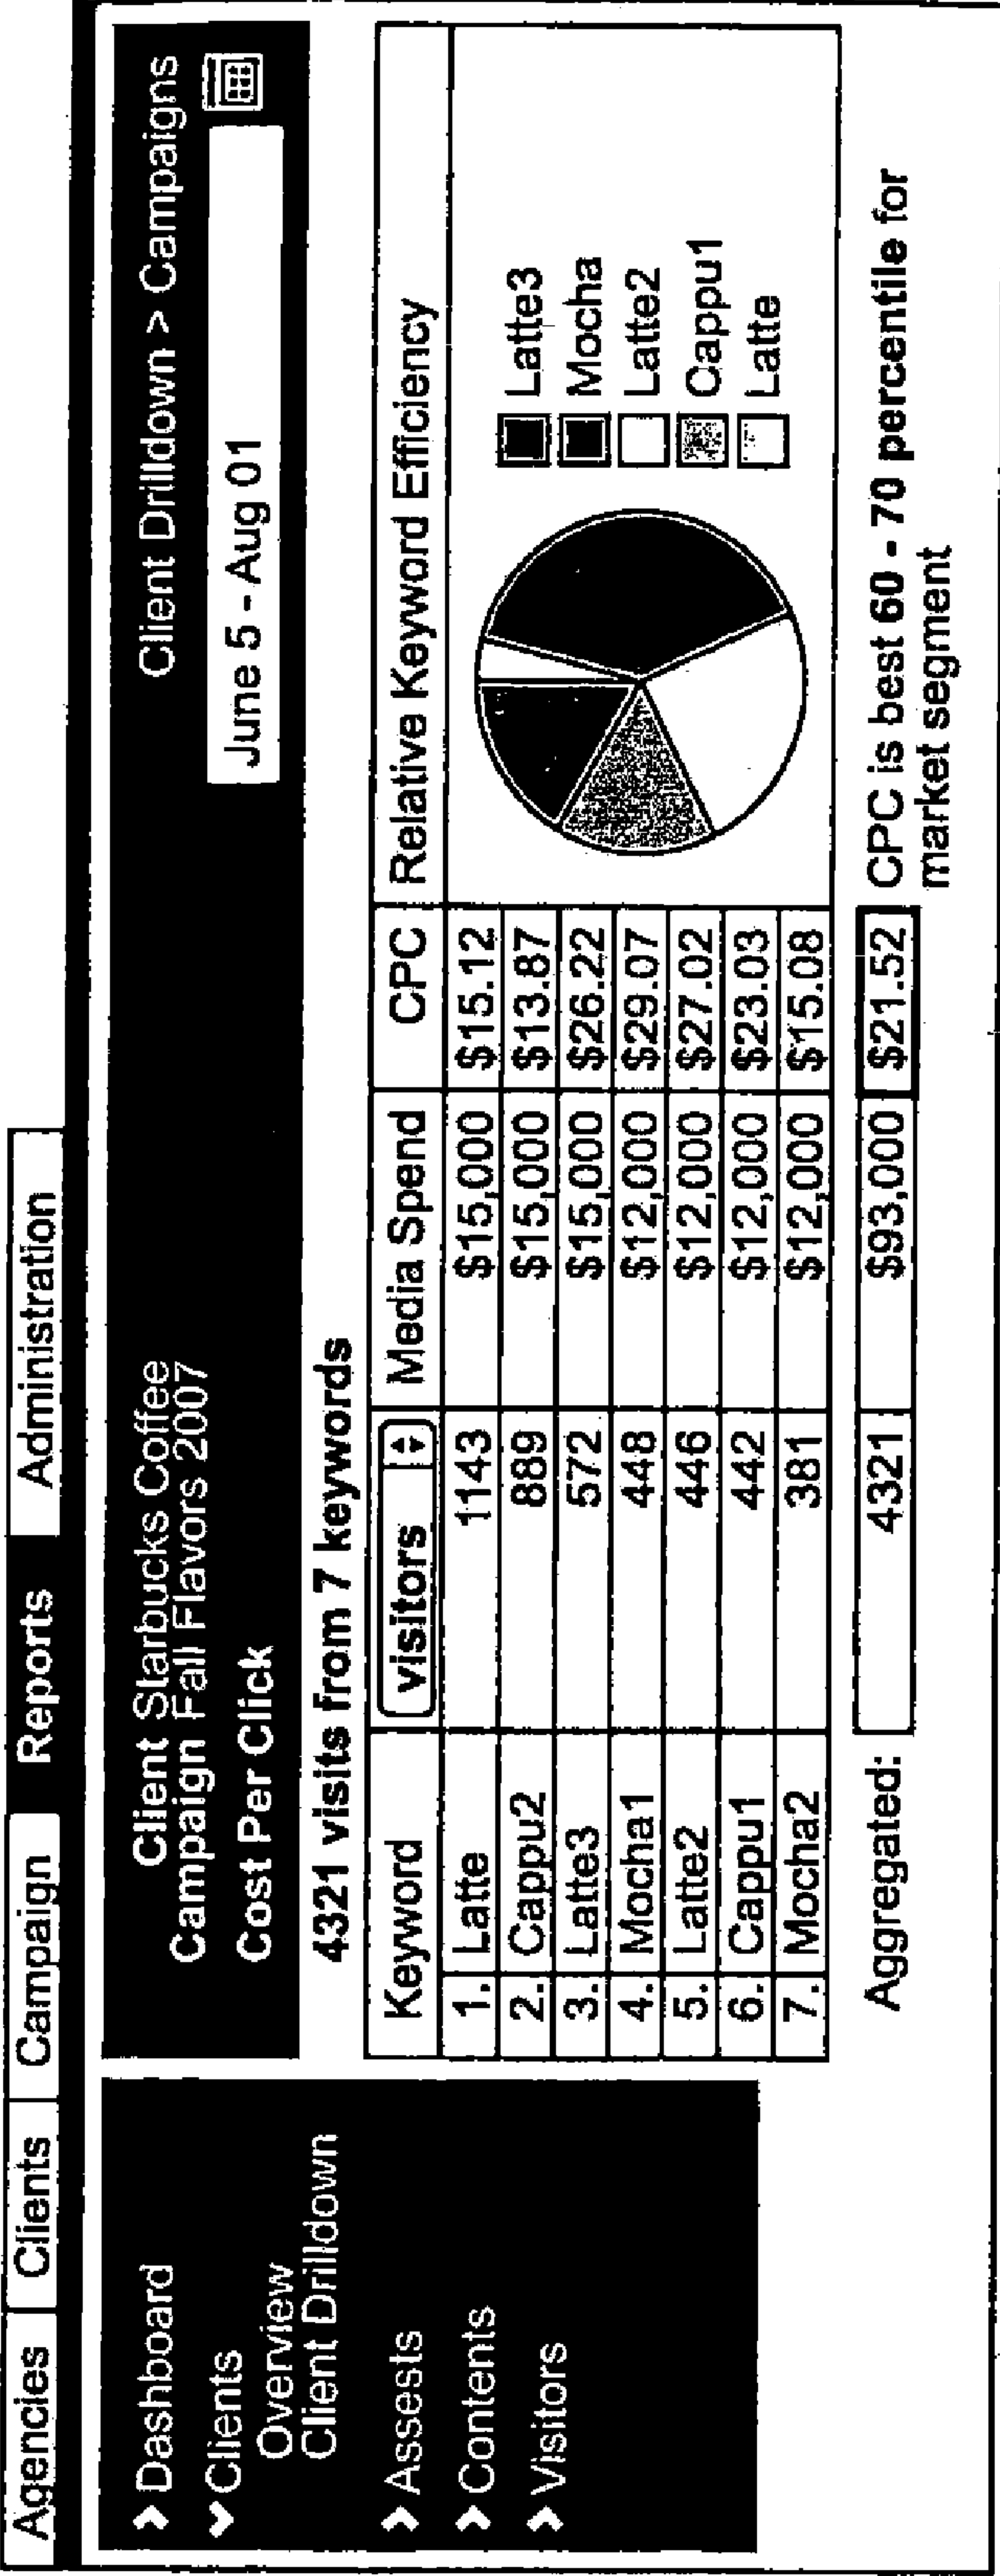 Agencies Clients Campaign Reports Administration
Dashboard
Clients
Overview
Client Drilldown
Assests
Contents
Visitors
Client Starbucks Coffee
Campaign Fall Flavors 2007
Cost Per Click
Client Drilldown > Campaigns
June 5 - Aug 01
4321 visits from 7 keywords
Keyword visitors Media Spend CPC Relative Keyword Efficiency
1. Latte 1143 $15,000 $15.12
2. Cappu2 889 $15,000 $13.87
3. Latte3 572 $15,000 $26.22
4. Mocha1 448 $12,000 $29.07
5. Latte2 446 $12,000 $27.02
6. Cappu1 442 $12,000 $23.03
7. Mocha2 381 $12,000 $15.08
Latte3
Mocha
Latte2
Cappu1
Latte
Aggregated: 4321 $93,000 $21.52
CPC is best 60 - 70 percentile for
market segment